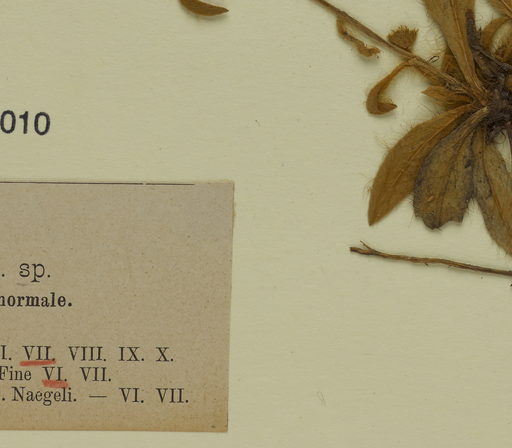 010
. sp.
normale.
I. VII. VIII. IX. X.
Fine VI. VII.
. Naegeli. — VI. VII.